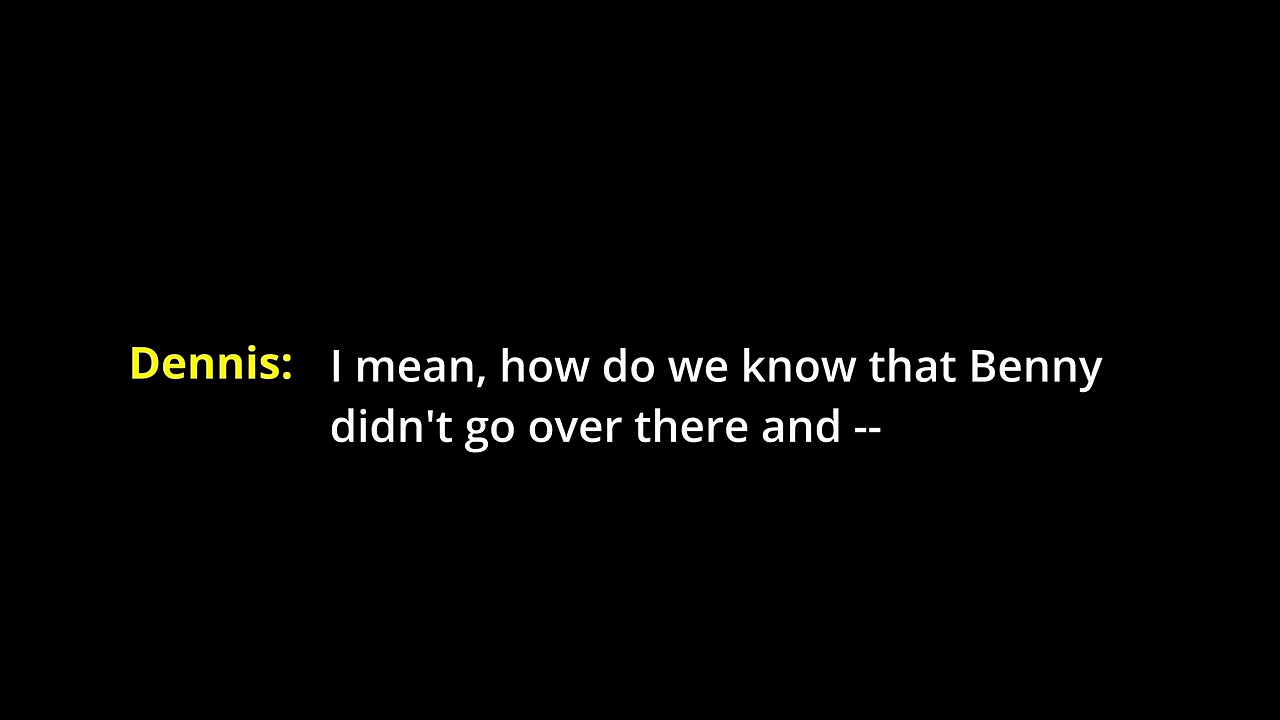 Dennis: I mean, how do we know that Benny
didn't go over there and --